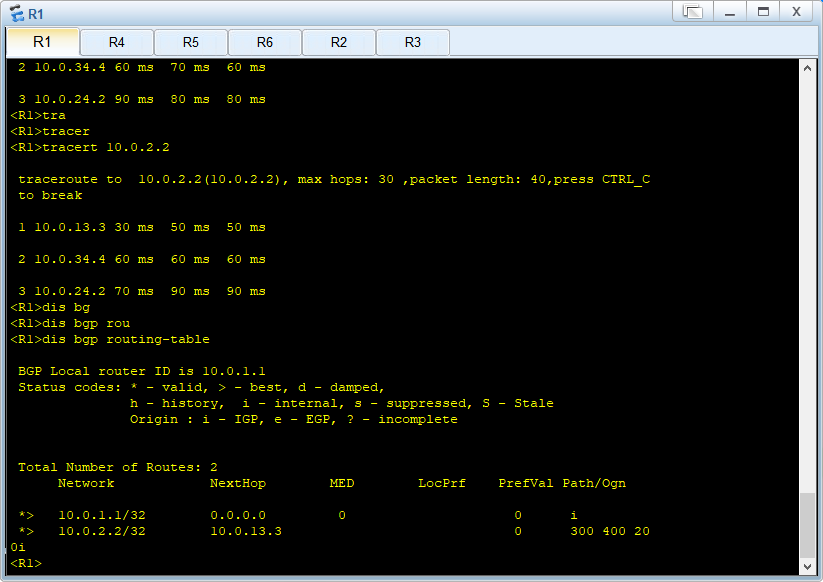 R1
R1 R4 R5 R6 R2 R3
2 10.0.34.4 60 ms 70 ms 60 ms
3 10.0.24.2 90 ms 80 ms 80 ms
<R1>tra
<R1>tracer
<R1>tracert 10.0.2.2
traceroute to 10.0.2.2(10.0.2.2), max hops: 30 ,packet length: 40,press CTRL_C
to break
1 10.0.13.3 30 ms 50 ms 50 ms
2 10.0.34.4 60 ms 60 ms 60 ms
3 10.0.24.2 70 ms 90 ms 90 ms
<R1>dis bg
<R1>dis bgp rou
<R1>dis bgp routing-table
BGP Local router ID is 10.0.1.1
Status codes: * - valid, > - best, d - damped,
h - history, i - internal, s - suppressed, S - Stale
Origin : i - IGP, e - EGP, ? - incomplete
Total Number of Routes: 2
Network NextHop MED LocPrf PrefVal Path/Ogn
*> 10.0.1.1/32 0.0.0.0 0 0 i
*> 10.0.2.2/32 10.0.13.3 0 300 400 20
0i
<R1>